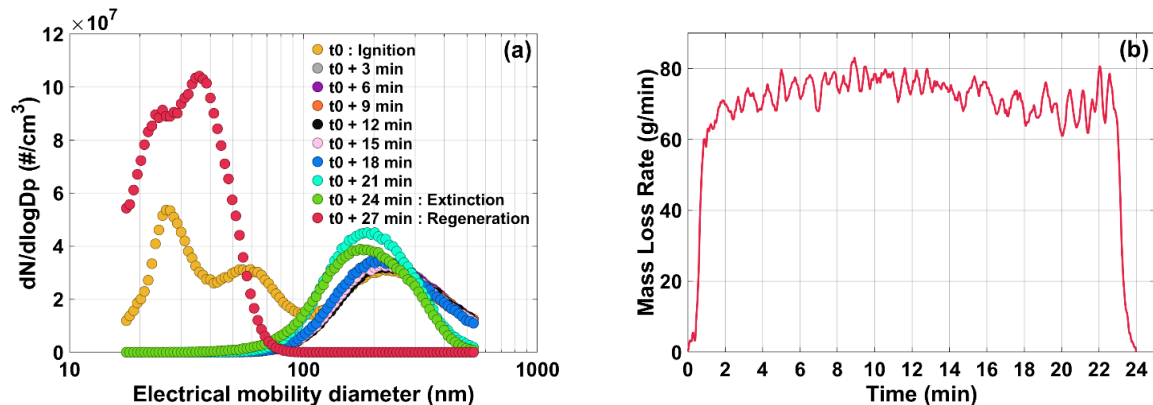 12 ×10⁷
(a)
t0 : Ignition
t0 + 3 min
t0 + 6 min
t0 + 9 min
t0 + 12 min
t0 + 15 min
t0 + 18 min
t0 + 21 min
t0 + 24 min : Extinction
t0 + 27 min : Regeneration
10
8
6
4
2
0
dN/dlogDp (#/cm³)
10 100 1000
Electrical mobility diameter (nm)
(b)
80
60
40
20
0
Mass Loss Rate (g/min)
0 2 4 6 8 10 12 14 16 18 20 22 24
Time (min)